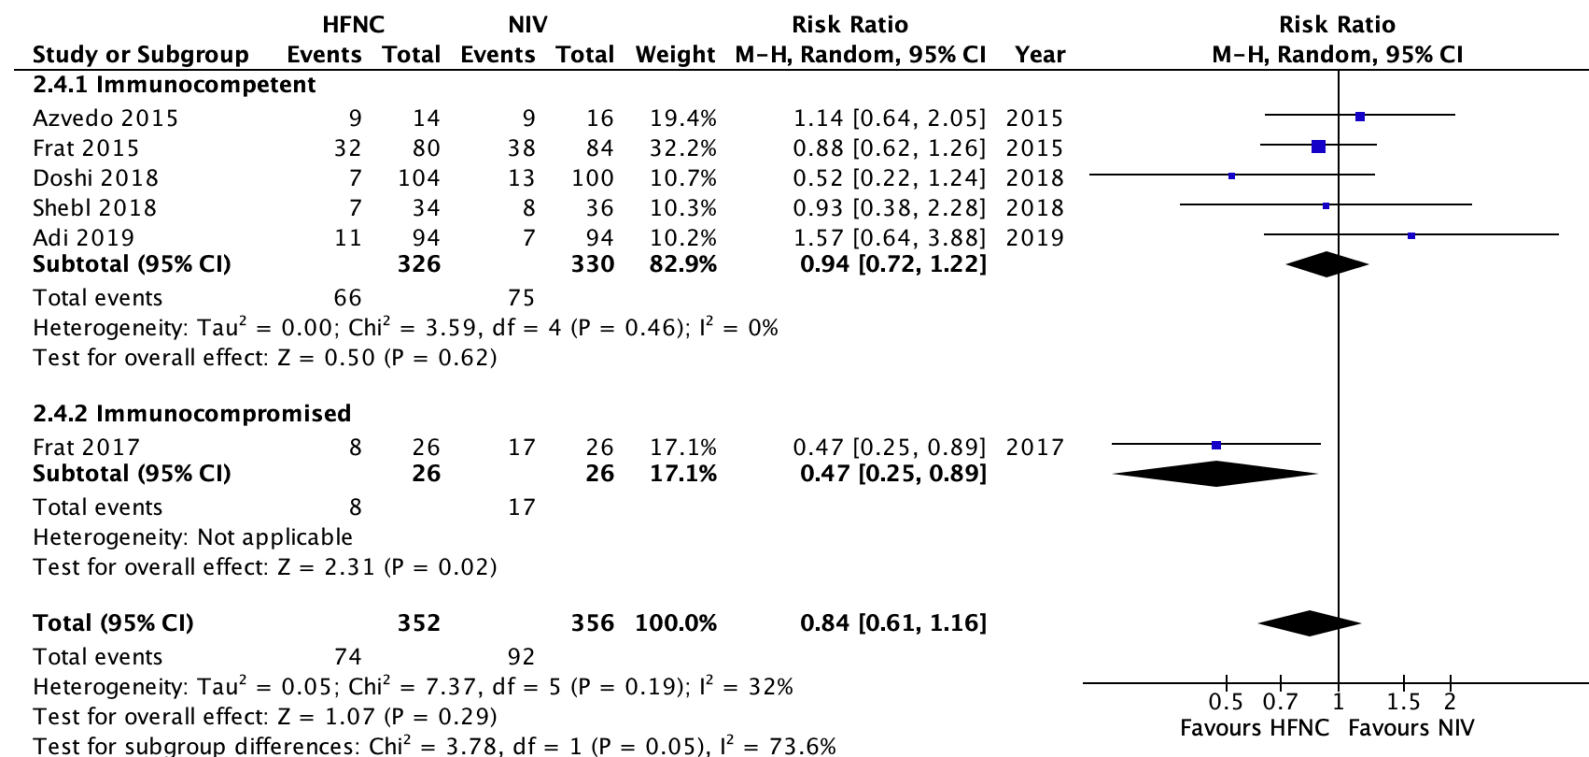 HFNC NIV Risk Ratio Risk Ratio
Study or Subgroup Events Total Events Total Weight M-H, Random, 95% CI Year M-H, Random, 95% CI
2.4.1 Immunocompetent
Azvedo 2015 9 14 9 16 19.4% 1.14 [0.64, 2.05] 2015
Frat 2015 32 80 38 84 32.2% 0.88 [0.62, 1.26] 2015
Doshi 2018 7 104 13 100 10.7% 0.52 [0.22, 1.24] 2018
Shebl 2018 7 34 8 36 10.3% 0.93 [0.38, 2.28] 2018
Adi 2019 11 94 7 94 10.2% 1.57 [0.64, 3.88] 2019
Subtotal (95% CI) 326 330 82.9% 0.94 [0.72, 1.22]
Total events 66 75
Heterogeneity: Tau² = 0.00; Chi² = 3.59, df = 4 (P = 0.46); I² = 0%
Test for overall effect: Z = 0.50 (P = 0.62)
2.4.2 Immunocompromised
Frat 2017 8 26 17 26 17.1% 0.47 [0.25, 0.89] 2017
Subtotal (95% CI) 26 26 17.1% 0.47 [0.25, 0.89]
Total events 8 17
Heterogeneity: Not applicable
Test for overall effect: Z = 2.31 (P = 0.02)
Total (95% CI) 352 356 100.0% 0.84 [0.61, 1.16]
Total events 74 92
Heterogeneity: Tau² = 0.05; Chi² = 7.37, df = 5 (P = 0.19); I² = 32%
Test for overall effect: Z = 1.07 (P = 0.29)
Test for subgroup differences: Chi² = 3.78, df = 1 (P = 0.05), I² = 73.6%
0.5 0.7 1 1.5 2
Favours HFNC Favours NIV